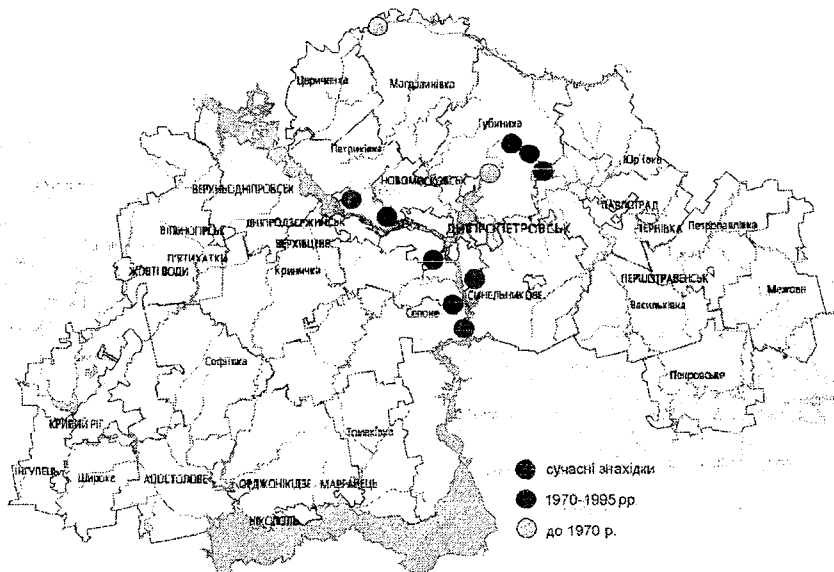 Царичанка
Магдалинівка
Губиниха
Петриківка
Юр'ївка
НОВОМОСКОВСЬК
ВЕРХНЬОДНІПРОВСЬК
ПАВЛОГРАД
ТЕРНІВКА
Петропавлівка
ДНІПРОДЗЕРЖИНСЬК
ДНІПРОПЕТРОВСЬК
ВІЛЬНОГІРСЬК
ВЕРХІВЦЕВЕ
П'ЯТИХАТКИ
ЖОВТІ ВОДИ
Кринички
ПЕРШОТРАВЕНСЬК
Межова
СИНЕЛЬНИКОВЕ
Васильківка
Солоне
Софіївка
Покровське
КРИВИЙ РІГ
Томаківка
ІНГУЛЕЦЬ
Широке
АПОСТОЛОВЕ
ОРДЖОНІКІДЗЕ
МАРГАНЕЦЬ
НІКОПОЛЬ
сучасні знахідки
1970-1995 рр.
до 1970 р.